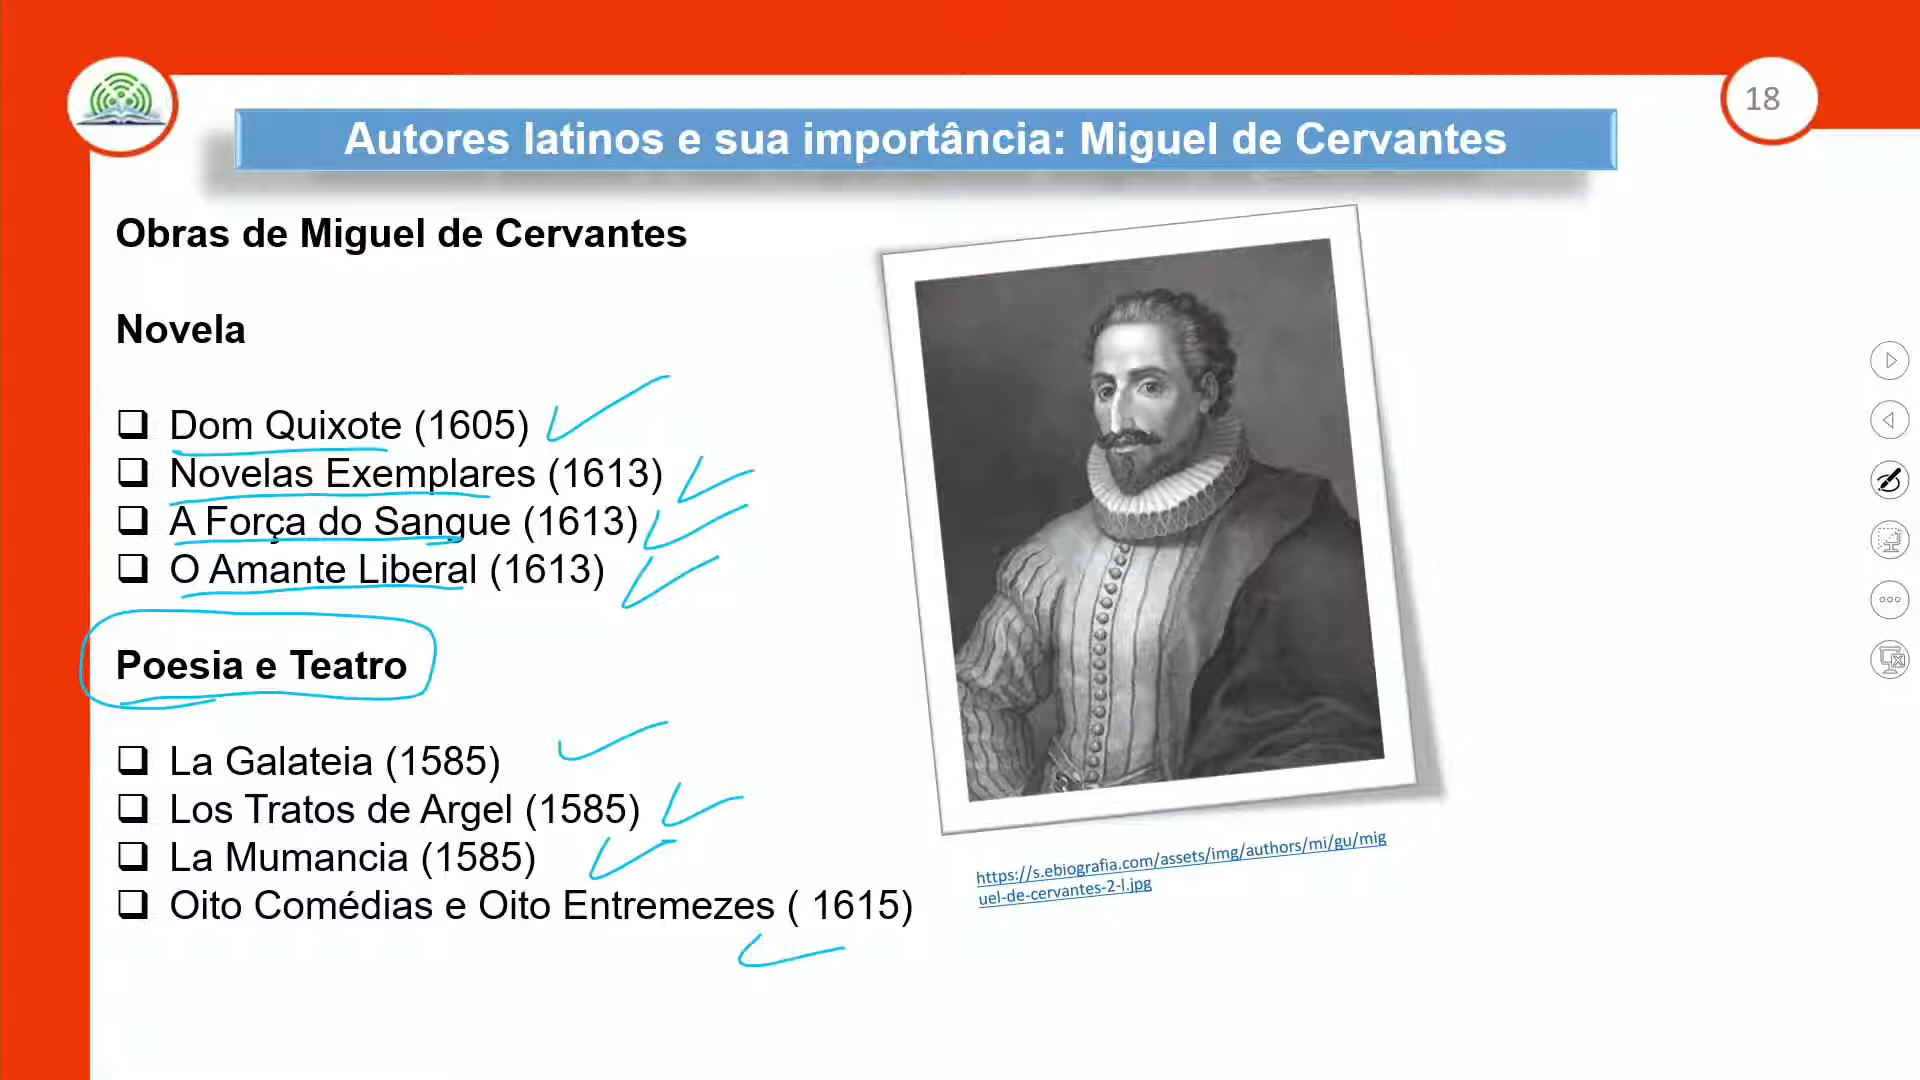 18
Autores latinos e sua importância: Miguel de Cervantes
Obras de Miguel de Cervantes
Novela
Dom Quixote (1605)
Novelas Exemplares (1613)
A Força do Sangue (1613)
O Amante Liberal (1613)
Poesia e Teatro
La Galateia (1585)
Los Tratos de Argel (1585)
La Mumancia (1585)
Oito Comédias e Oito Entremezes ( 1615)
https://s.ebiografia.com/assets/img/authors/mi/gu/mig
uel-de-cervantes-2-l.jpg